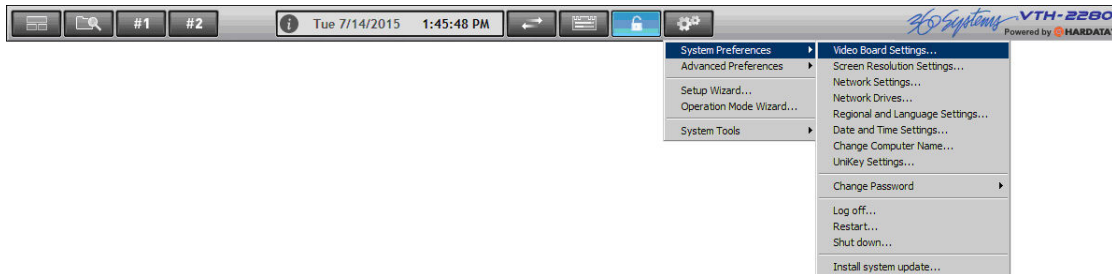 #1 #2 Tue 7/14/2015 1:45:48 PM 360 Systems VTH-2280
Powered by HARDATA
System Preferences
Advanced Preferences
Setup Wizard...
Operation Mode Wizard...
System Tools
Video Board Settings...
Screen Resolution Settings...
Network Settings...
Network Drives...
Regional and Language Settings...
Date and Time Settings...
Change Computer Name...
UniKey Settings...
Change Password
Log off...
Restart...
Shut down...
Install system update...